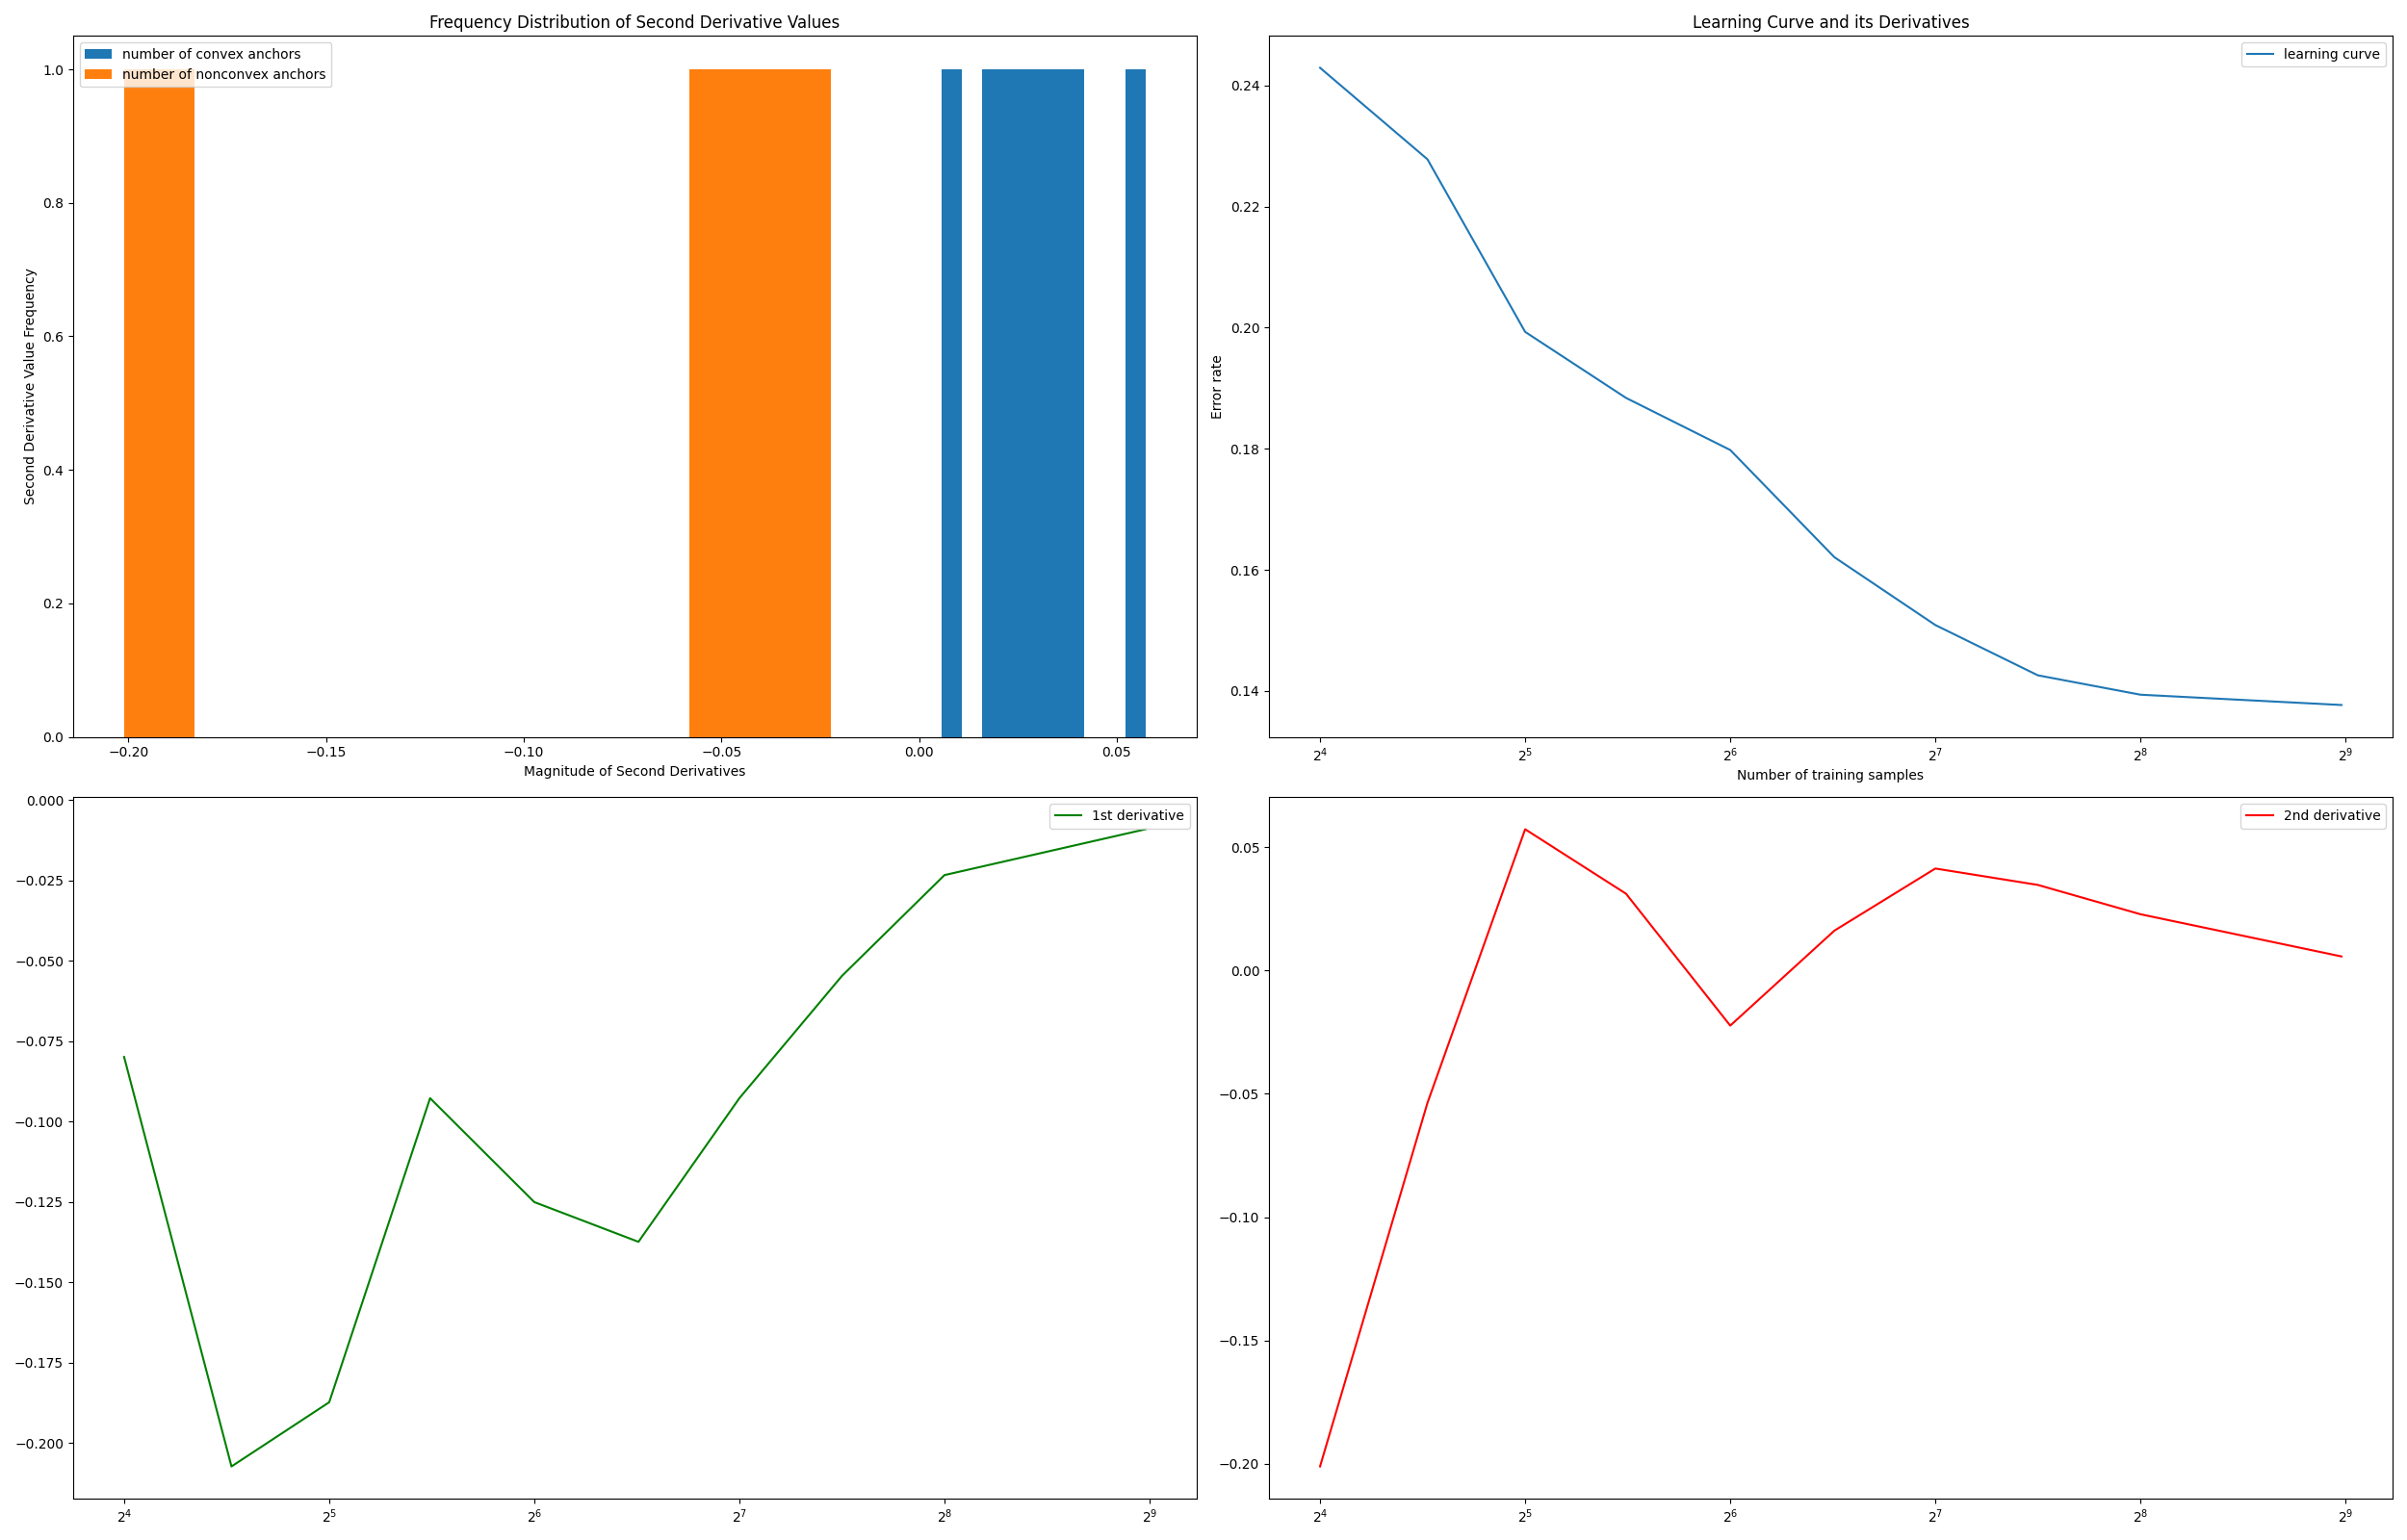 Frequency Distribution of Second Derivative Values
number of convex anchors
number of nonconvex anchors
Second Derivative Value Frequency
1.0
0.8
0.6
0.4
0.2
0.0
−0.20 −0.15 −0.10 −0.05 0.00 0.05
Magnitude of Second Derivatives
Learning Curve and its Derivatives
learning curve
Error rate
0.24
0.22
0.20
0.18
0.16
0.14
2⁴ 2⁵ 2⁶ 2⁷ 2⁸ 2⁹
Number of training samples
1st derivative
0.000
−0.025
−0.050
−0.075
−0.100
−0.125
−0.150
−0.175
−0.200
2⁴ 2⁵ 2⁶ 2⁷ 2⁸ 2⁹
2nd derivative
0.05
0.00
−0.05
−0.10
−0.15
−0.20
2⁴ 2⁵ 2⁶ 2⁷ 2⁸ 2⁹